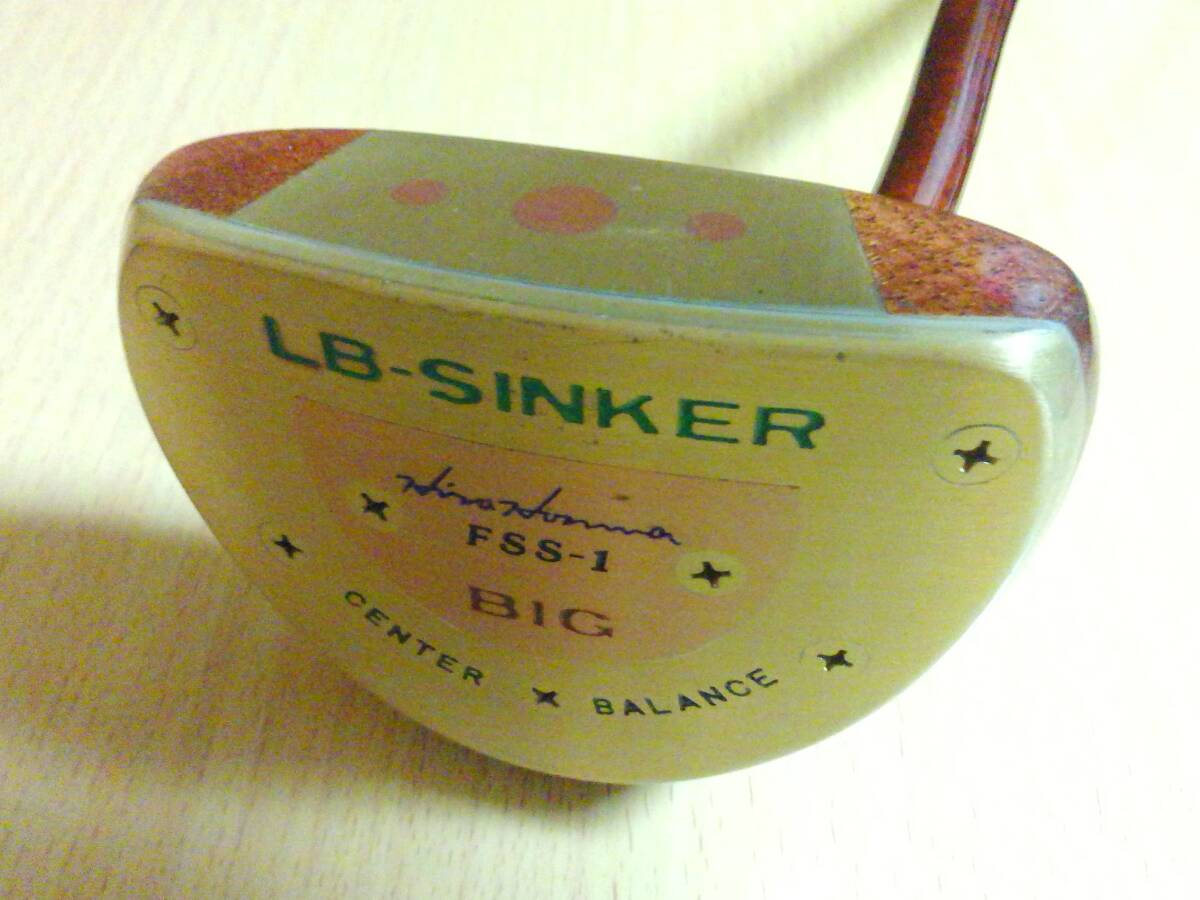 LB-SINKER
Hiro Honma
FSS-1
BIG
CENTER BALANCE